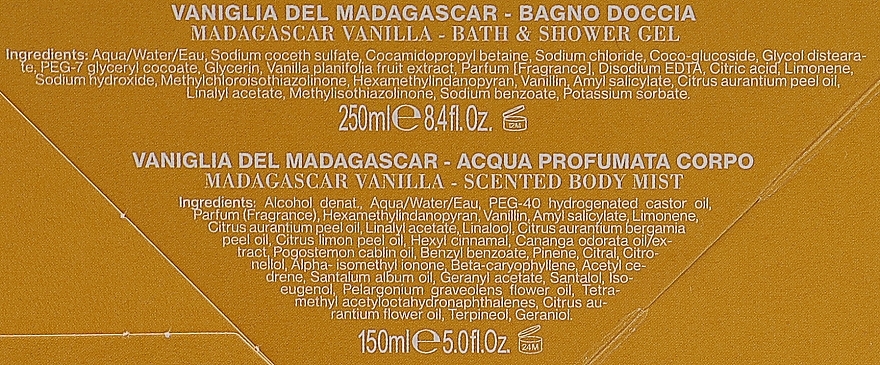 VANIGLIA DEL MADAGASCAR - BAGNO DOCCIA
MADAGASCAR VANILLA - BATH & SHOWER GEL
Ingredients: Aqua/Water/Eau, Sodium coceth sulfate, Cocamidopropyl betaine, Sodium chloride, Coco-glucoside, Glycol disteara-
te, PEG-7 glyceryl cocoate, Glycerin, Vanilla planifolia fruit extract, Parfum [Fragrance], Disodium EDTA, Citric acid, Limonene,
Sodium hydroxide, Methylchloroisothiazolinone, Hexamethylindanopyran, Vanillin, Amyl salicylate, Citrus aurantium peel oil,
Linalyl acetate, Methylisothiazolinone, Sodium benzoate, Potassium sorbate.
250ml ℮ 8.4fl.Oz. 12M
VANIGLIA DEL MADAGASCAR - ACQUA PROFUMATA CORPO
MADAGASCAR VANILLA - SCENTED BODY MIST
Ingredients: Alcohol denat., Aqua/Water/Eau, PEG-40 hydrogenated castor oil,
Parfum (Fragrance), Hexamethylindanopyran, Vanillin, Amyl salicylate, Limonene,
Citrus aurantium peel oil, Linalyl acetate, Linalool, Citrus aurantium bergamia
peel oil, Citrus limon peel oil, Hexyl cinnamal, Cananga odorata oil/ex-
tract, Pogostemon cablin oil, Benzyl benzoate, Pinene, Citral, Citro-
nellol, Alpha- isomethyl ionone, Beta-caryophyllene, Acetyl ce-
drene, Santalum album oil, Geranyl acetate, Santalol, Iso-
eugenol, Pelargonium graveolens flower oil, Tetra-
methyl acetyloctahydronaphthalenes, Citrus au-
rantium flower oil, Terpineol, Geraniol.
150ml ℮ 5.0fl.Oz. 24M